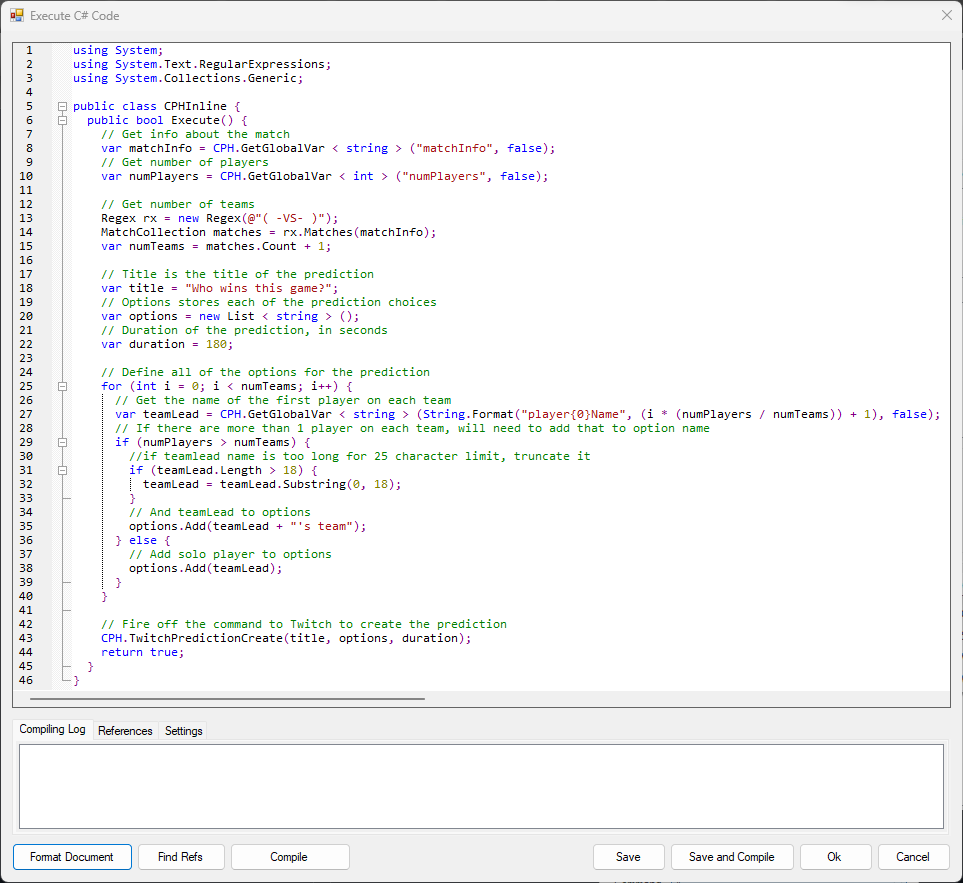 Execute C# Code
1 using System;
2 using System.Text.RegularExpressions;
3 using System.Collections.Generic;
4
5 public class CPHInline {
6 public bool Execute() {
7 // Get info about the match
8 var matchInfo = CPH.GetGlobalVar < string > ("matchInfo", false);
9 // Get number of players
10 var numPlayers = CPH.GetGlobalVar < int > ("numPlayers", false);
11
12 // Get number of teams
13 Regex rx = new Regex(@"( -VS- )");
14 MatchCollection matches = rx.Matches(matchInfo);
15 var numTeams = matches.Count + 1;
16
17 // Title is the title of the prediction
18 var title = "Who wins this game?";
19 // Options stores each of the prediction choices
20 var options = new List < string > ();
21 // Duration of the prediction, in seconds
22 var duration = 180;
23
24 // Define all of the options for the prediction
25 for (int i = 0; i < numTeams; i++) {
26 // Get the name of the first player on each team
27 var teamLead = CPH.GetGlobalVar < string > (String.Format("player{0}Name", (i * (numPlayers / numTeams)) + 1), false);
28 // If there are more than 1 player on each team, will need to add that to option name
29 if (numPlayers > numTeams) {
30 //if teamlead name is too long for 25 character limit, truncate it
31 if (teamLead.Length > 18) {
32 teamLead = teamLead.Substring(0, 18);
33 }
34 // And teamLead to options
35 options.Add(teamLead + "'s team");
36 } else {
37 // Add solo player to options
38 options.Add(teamLead);
39 }
40 }
41
42 // Fire off the command to Twitch to create the prediction
43 CPH.TwitchPredictionCreate(title, options, duration);
44 return true;
45 }
46 }
Compiling Log References Settings
Format Document Find Refs Compile Save Save and Compile Ok Cancel